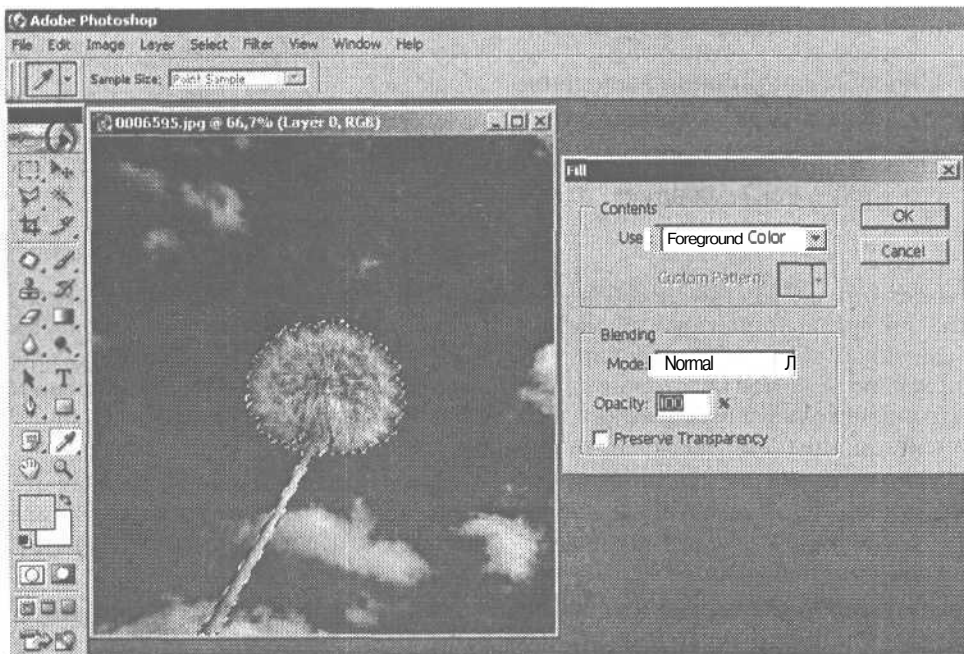 Adobe Photoshop
File Edit Image Layer Select Filter View Window Help
Sample Size: Point Sample
0006595.jpg @ 66,7% (Layer 0, RGB)
Fill
Contents
Use
Foreground Color
OK
Cancel
Custom Pattern:
Blending
Mode:
Normal
Л
Opacity: 100 %
Preserve Transparency
T